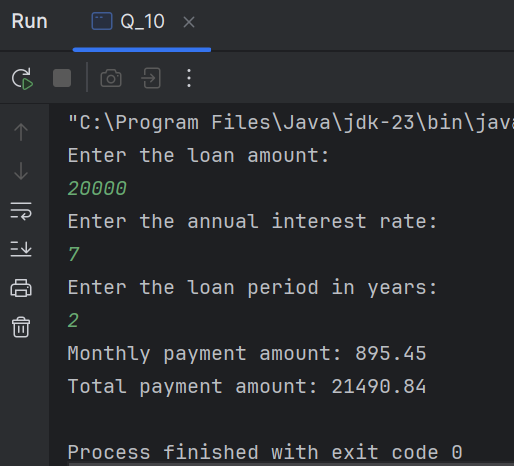 Run Q_10
"C:\Program Files\Java\jdk-23\bin\java
Enter the loan amount:
20000
Enter the annual interest rate:
7
Enter the loan period in years:
2
Monthly payment amount: 895.45
Total payment amount: 21490.84
Process finished with exit code 0